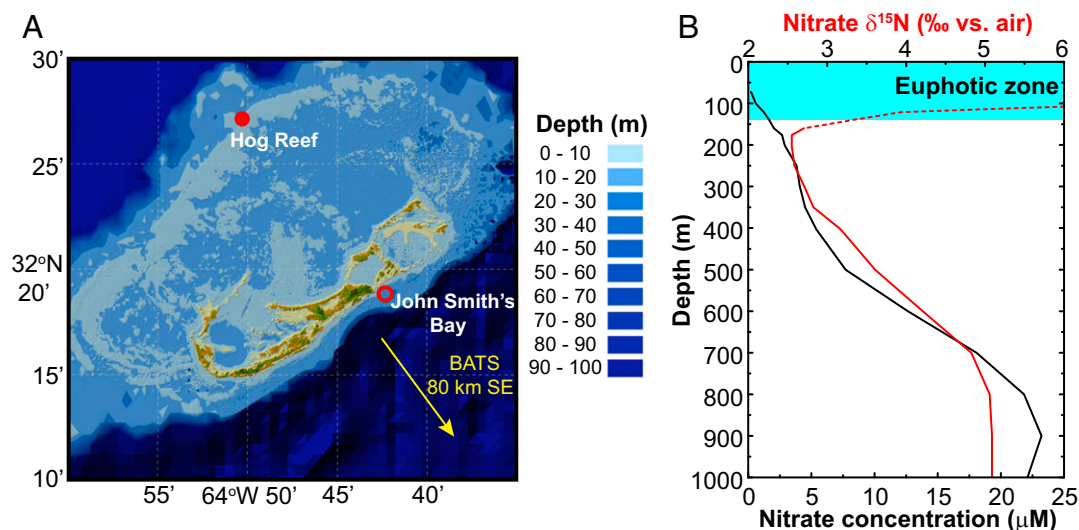 A
30’
25’
32°N
20’
15’
10’
55’
64°W 50’
45’
40’
Hog Reef
John Smith’s
Bay
BATS
80 km SE
Depth (m)
0 - 10
10 - 20
20 - 30
30 - 40
40 - 50
50 - 60
60 - 70
70 - 80
80 - 90
90 - 100
B
Nitrate δ¹⁵N (‰ vs. air)
2 3 4 5 6
Euphotic zone
Depth (m)
0
100
200
300
400
500
600
700
800
900
1000
0 5 10 15 20 25
Nitrate concentration (μM)